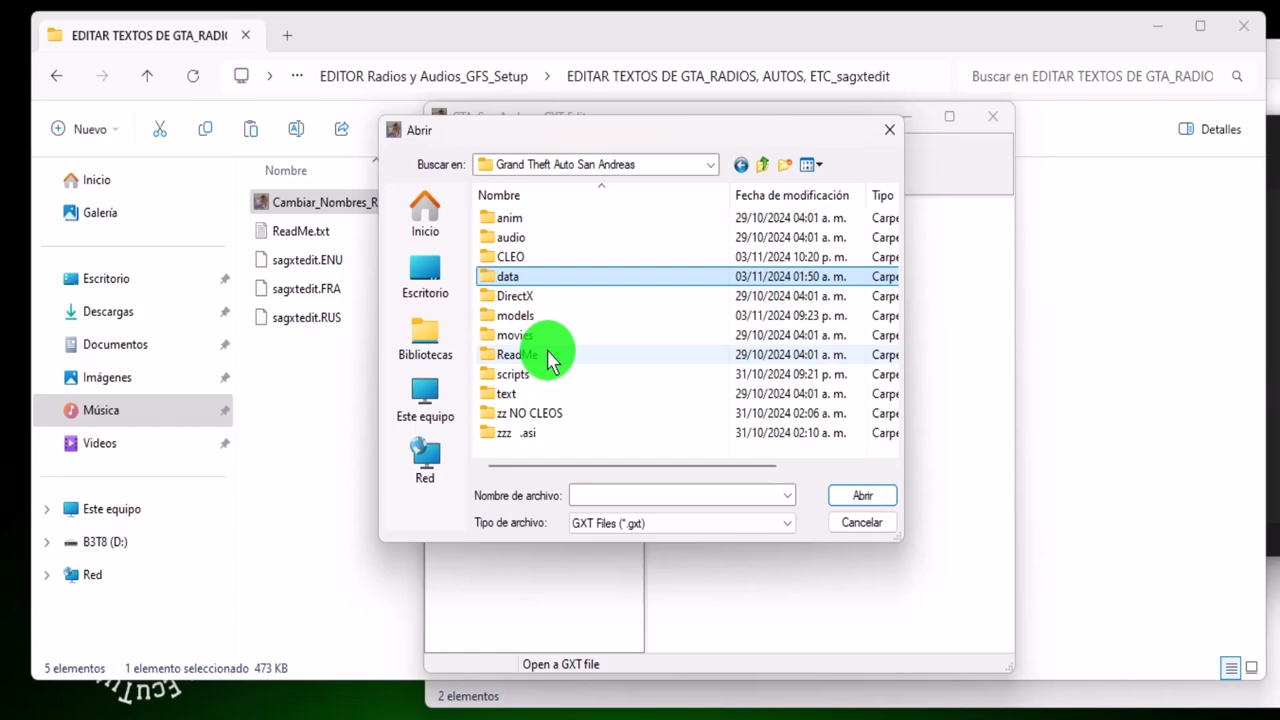 EDITAR TEXTOS DE GTA_RADIO
EDITOR Radios y Audios_GFS_Setup
EDITAR TEXTOS DE GTA_RADIOS, AUTOS, ETC_sagxtedit
Buscar en EDITAR TEXTOS DE GTA_RADIO
Nuevo
Detalles
Inicio
Galería
Escritorio
Descargas
Documentos
Imágenes
Música
Videos
Este equipo
B3T8 (D:)
Red
Nombre
Cambiar_Nombres_R
ReadMe.txt
sagxtedit.ENU
sagxtedit.FRA
sagxtedit.RUS
Abrir
Buscar en:
Grand Theft Auto San Andreas
Inicio
Escritorio
Bibliotecas
Este equipo
Red
Nombre Fecha de modificación Tipo
anim 29/10/2024 04:01 a. m. Carpe
audio 29/10/2024 04:01 a. m. Carpe
CLEO 03/11/2024 10:20 p. m. Carpe
data 03/11/2024 01:50 a. m. Carpe
DirectX 29/10/2024 04:01 a. m. Carpe
models 03/11/2024 09:23 p. m. Carpe
movies 29/10/2024 04:01 a. m. Carpe
ReadMe 29/10/2024 04:01 a. m. Carpe
scripts 31/10/2024 09:21 p. m. Carpe
text 29/10/2024 04:01 a. m. Carpe
zz NO CLEOS 31/10/2024 02:06 a. m. Carpe
zzz .asi 31/10/2024 02:10 a. m. Carpe
Nombre de archivo:
Abrir
Tipo de archivo:
GXT Files (*.gxt)
Cancelar
Open a GXT file
5 elementos
1 elemento seleccionado 473 KB
2 elementos